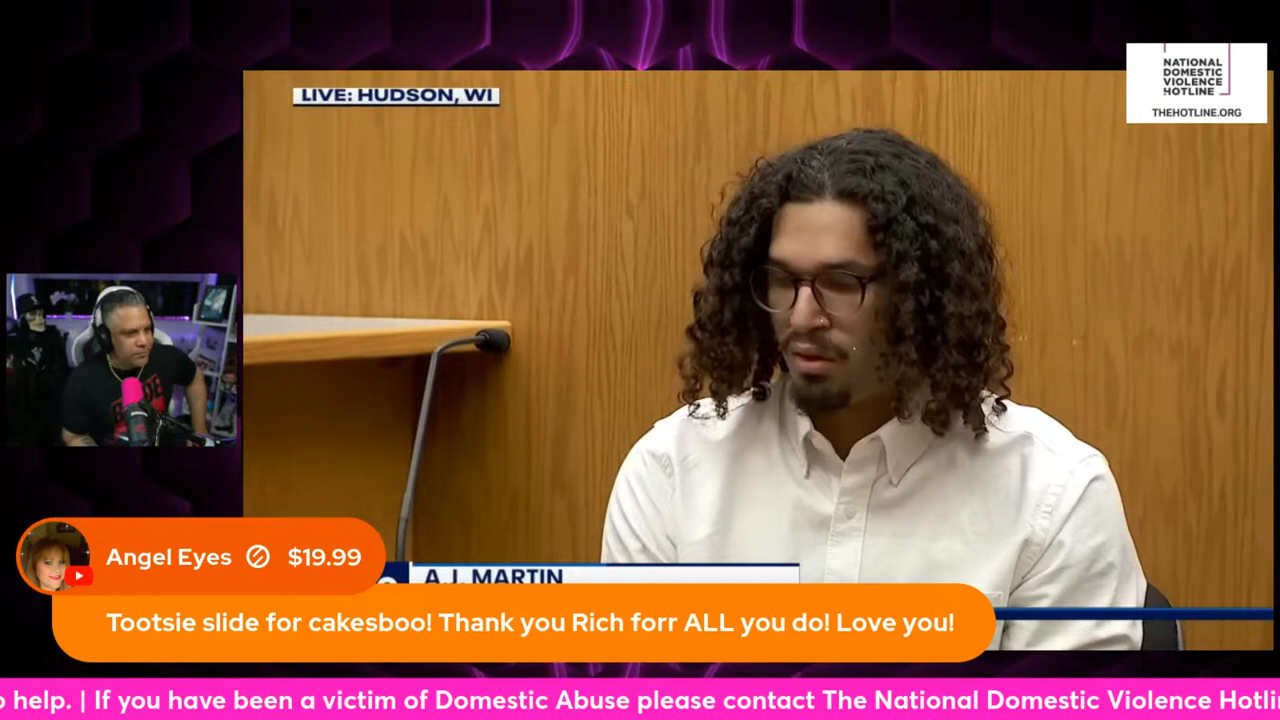 LIVE: HUDSON, WI
NATIONAL
DOMESTIC
VIOLENCE
HOTLINE
THEHOTLINE.ORG
Angel Eyes $19.99
A.J. MARTIN
Tootsie slide for cakesboo! Thank you Rich forr ALL you do! Love you!
help. | If you have been a victim of Domestic Abuse please contact The National Domestic Violence